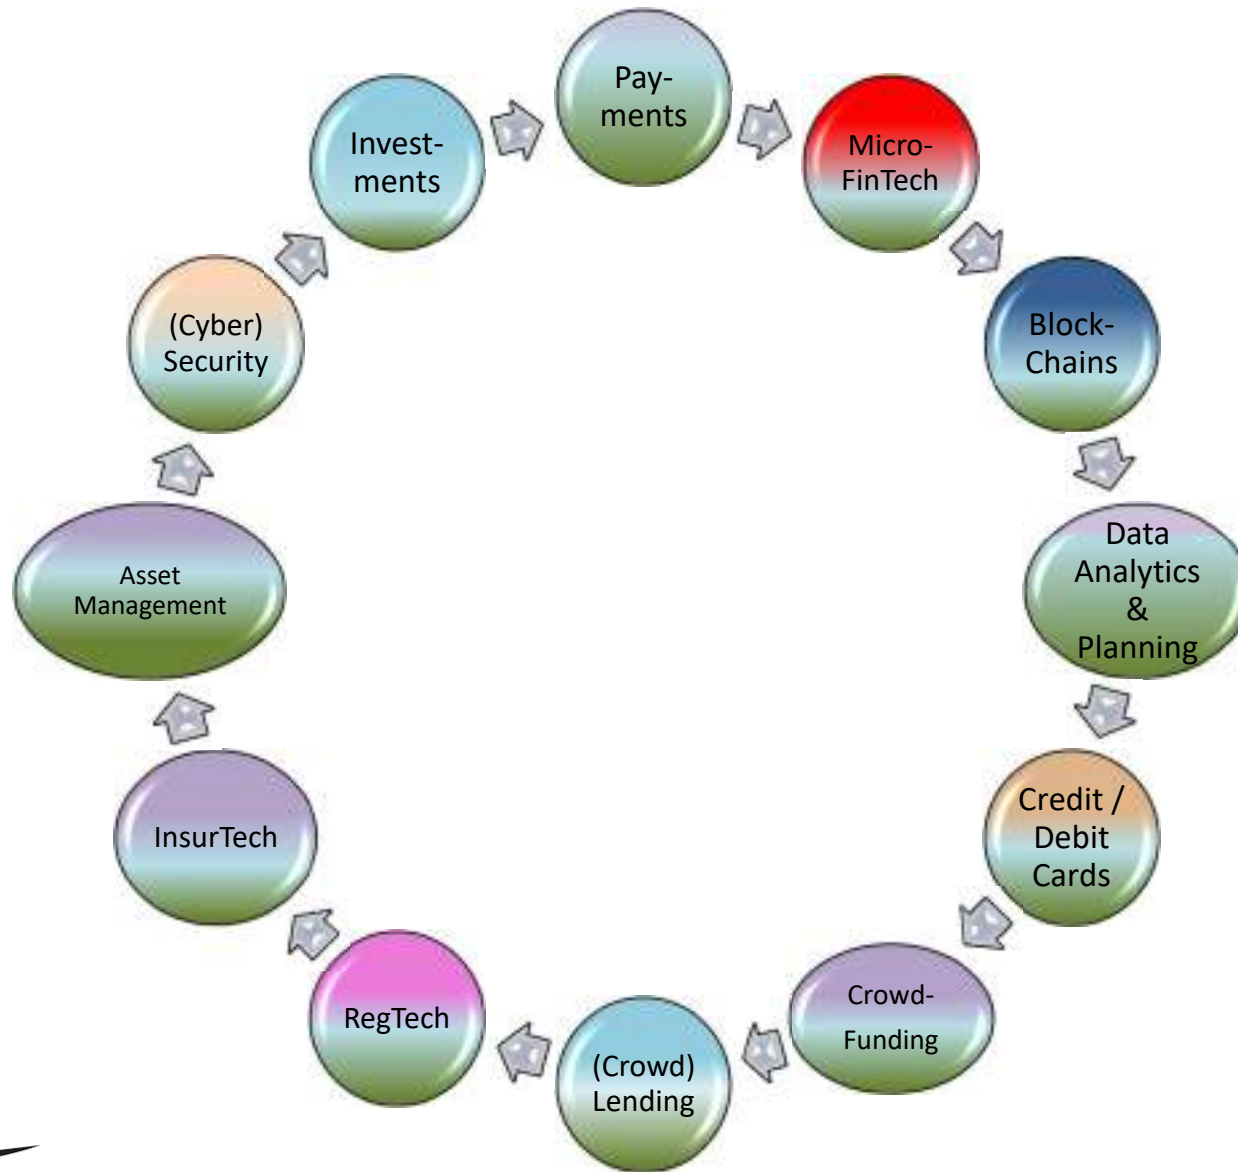 Pay-
ments
Micro-
FinTech
Block-
Chains
Data
Analytics
&
Planning
Credit /
Debit
Cards
Crowd-
Funding
(Crowd)
Lending
RegTech
InsurTech
Asset
Management
(Cyber)
Security
Invest-
ments